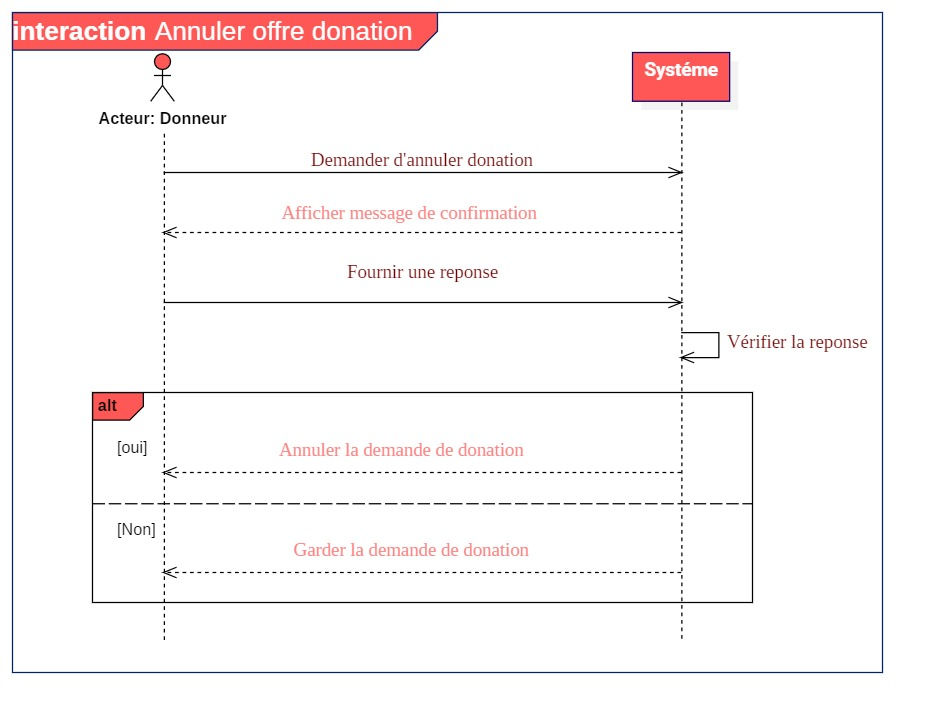 interaction Annuler offre donation
Systéme
Acteur: Donneur
Demander d'annuler donation
Afficher message de confirmation
Fournir une reponse
Vérifier la reponse
alt
[oui]
Annuler la demande de donation
[Non]
Garder la demande de donation